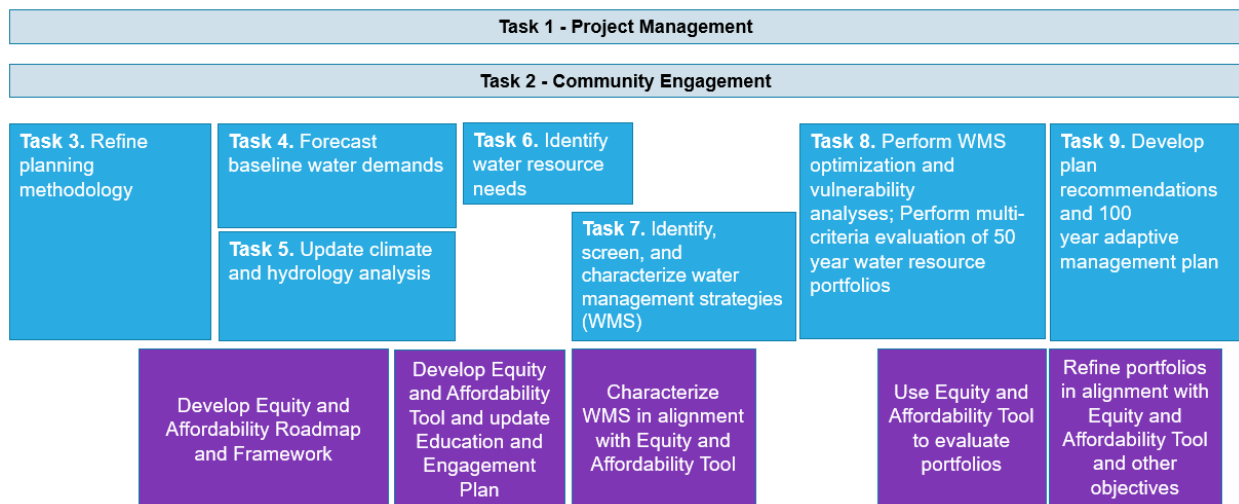 Task 1 - Project Management
Task 2 - Community Engagement
Task 3. Refine
planning
methodology
Task 4. Forecast
baseline water demands
Task 5. Update climate
and hydrology analysis
Task 6. Identify
water resource
needs
Task 7. Identify,
screen, and
characterize water
management strategies
(WMS)
Task 8. Perform WMS
optimization and
vulnerability
analyses; Perform multi-
criteria evaluation of 50
year water resource
portfolios
Task 9. Develop
plan
recommendations
and 100
year adaptive
management plan
Develop Equity and
Affordability Roadmap
and Framework
Develop Equity
and Affordability
Tool and update
Education and
Engagement
Plan
Characterize
WMS in alignment
with Equity and
Affordability Tool
Use Equity and
Affordability Tool
to evaluate
portfolios
Refine portfolios
in alignment with
Equity and
Affordability Tool
and other
objectives